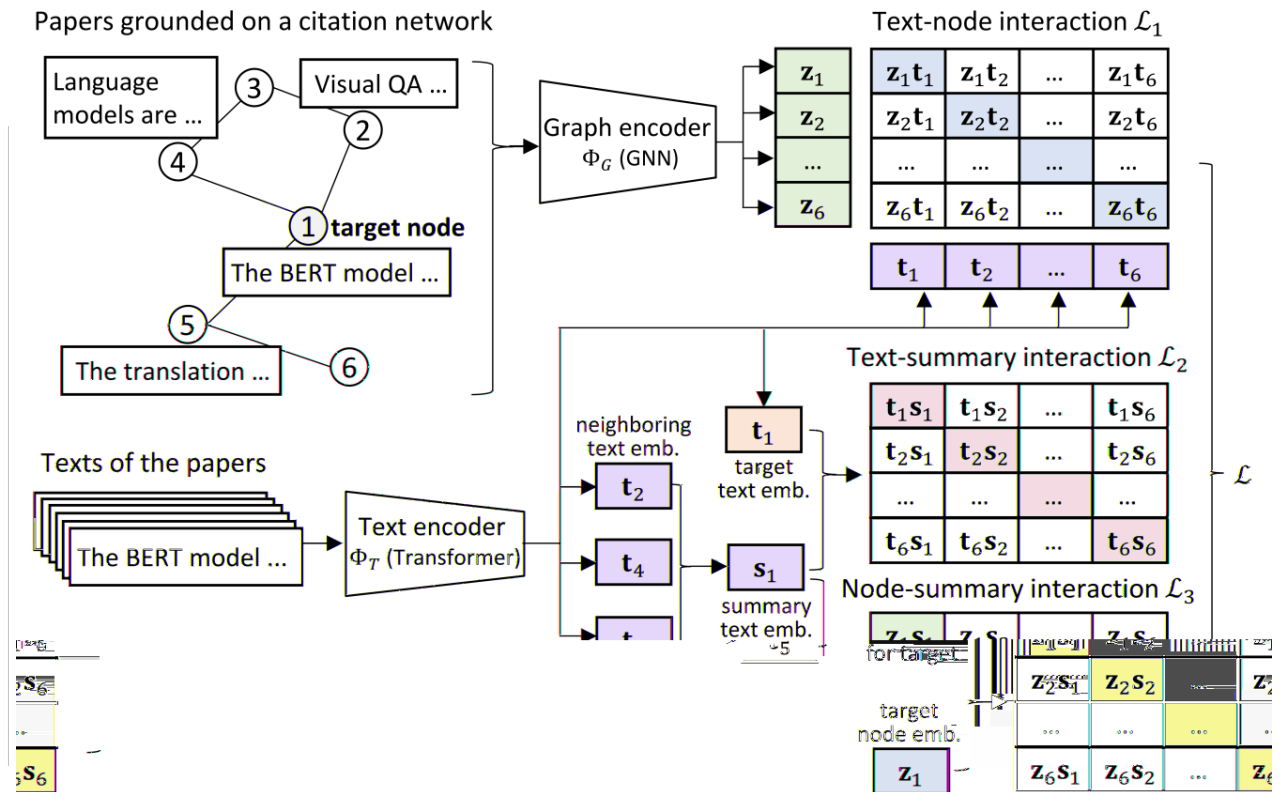 Papers grounded on a citation network
Language
models are ...
3
Visual QA ...
2
4
1
target node
The BERT model ...
5
The translation ...
6
Graph encoder
Φ_G (GNN)
z₁
z₂
...
z₆
Text-node interaction ℒ₁
z₁t₁ z₁t₂ ... z₁t₆
z₂t₁ z₂t₂ ... z₂t₆
... ... ... ...
z₆t₁ z₆t₂ ... z₆t₆
t₁ t₂ ... t₆
Texts of the papers
The BERT model ...
Text encoder
Φ_T (Transformer)
neighboring
text emb.
t₂
t₄
t₁
target
text emb.
s₁
summary
text emb.
Text-summary interaction ℒ₂
t₁s₁ t₁s₂ ... t₁s₆
t₂s₁ t₂s₂ ... t₂s₆
... ... ... ...
t₆s₁ t₆s₂ ... t₆s₆
ℒ
Node-summary interaction ℒ₃
for target
z₂s₁ z₂s₂ ...
... ... ...
z₆s₁ z₆s₂ ...
target
node emb.
z₁